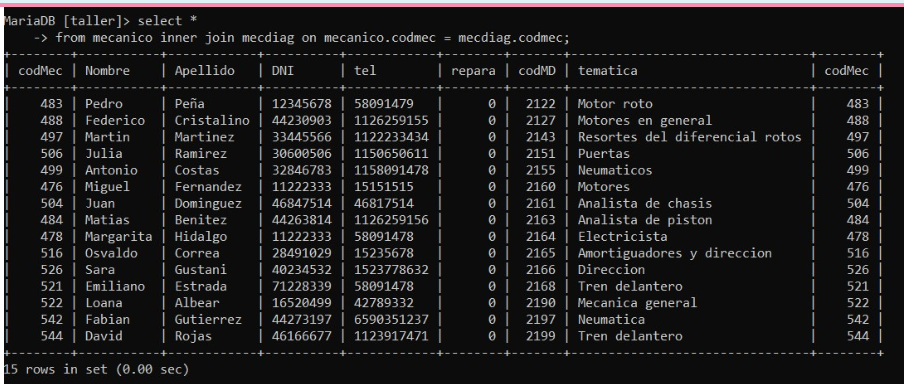 MariaDB [taller]> select *
-> from mecanico inner join mecdiag on mecanico.codmec = mecdiag.codmec;
| codMec | Nombre | Apellido | DNI | tel | repara | codMD | tematica | codMec |
| 483 | Pedro | Peña | 12345678 | 58091479 | 0 | 2122 | Motor roto | 483 |
| 488 | Federico | Cristalino | 44230903 | 1126259155 | 0 | 2127 | Motores en general | 488 |
| 497 | Martin | Martinez | 33445566 | 1122233434 | 0 | 2143 | Resortes del diferencial rotos | 497 |
| 506 | Julia | Ramirez | 30600506 | 1150650611 | 0 | 2151 | Puertas | 506 |
| 499 | Antonio | Costas | 32846783 | 1158091478 | 0 | 2155 | Neumaticos | 499 |
| 476 | Miguel | Fernandez | 11222333 | 15151515 | 0 | 2160 | Motores | 476 |
| 504 | Juan | Dominguez | 46847514 | 46817514 | 0 | 2161 | Analista de chasis | 504 |
| 484 | Matias | Benitez | 44263814 | 1126259156 | 0 | 2163 | Analista de piston | 484 |
| 478 | Margarita | Hidalgo | 11222333 | 58091478 | 0 | 2164 | Electricista | 478 |
| 516 | Osvaldo | Correa | 28491029 | 15235678 | 0 | 2165 | Amortiguadores y direccion | 516 |
| 526 | Sara | Gustani | 40234532 | 1523778632 | 0 | 2166 | Direccion | 526 |
| 521 | Emiliano | Estrada | 71228339 | 58091478 | 0 | 2168 | Tren delantero | 521 |
| 522 | Loana | Albear | 16520499 | 42789332 | 0 | 2190 | Mecanica general | 522 |
| 542 | Fabian | Gutierrez | 44273197 | 6590351237 | 0 | 2197 | Neumatica | 542 |
| 544 | David | Rojas | 46166677 | 1123917471 | 0 | 2199 | Tren delantero | 544 |
15 rows in set (0.00 sec)